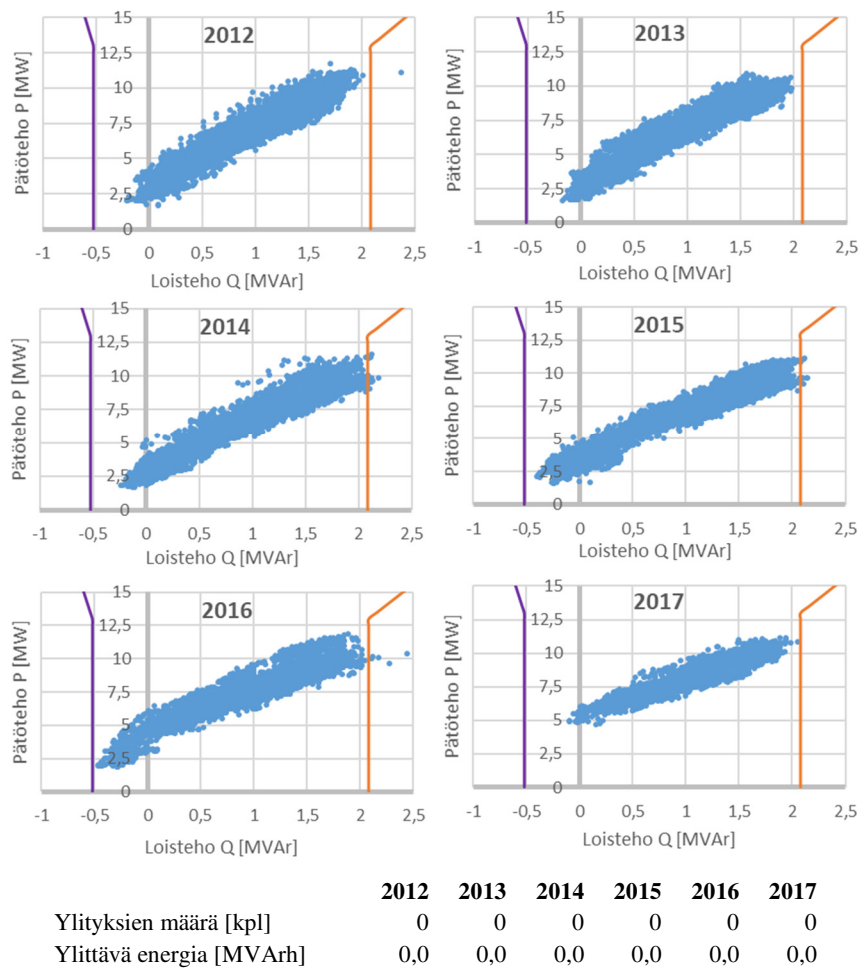 2012
Pätöteho P [MW]
15
12,5
10
7,5
5
2,5
0
-1 -0,5 0 0,5 1 1,5 2 2,5
Loisteho Q [MVAr]
2013
Pätöteho P [MW]
15
12,5
10
7,5
5
2,5
0
-1 -0,5 0 0,5 1 1,5 2 2,5
Loisteho Q [MVAr]
2014
Pätöteho P [MW]
15
12,5
10
7,5
5
2,5
0
-1 -0,5 0 0,5 1 1,5 2 2,5
Loisteho Q [MVAr]
2015
Pätöteho P [MW]
15
12,5
10
7,5
5
2,5
0
-1 -0,5 0 0,5 1 1,5 2 2,5
Loisteho Q [MVAr]
2016
Pätöteho P [MW]
15
12,5
10
7,5
5
2,5
0
-1 -0,5 0 0,5 1 1,5 2 2,5
Loisteho Q [MVAr]
2017
Pätöteho P [MW]
15
12,5
10
7,5
5
2,5
0
-1 -0,5 0 0,5 1 1,5 2 2,5
Loisteho Q [MVAr]
2012 2013 2014 2015 2016 2017
Ylityksien määrä [kpl] 0 0 0 0 0 0
Ylittävä energia [MVArh] 0,0 0,0 0,0 0,0 0,0 0,0